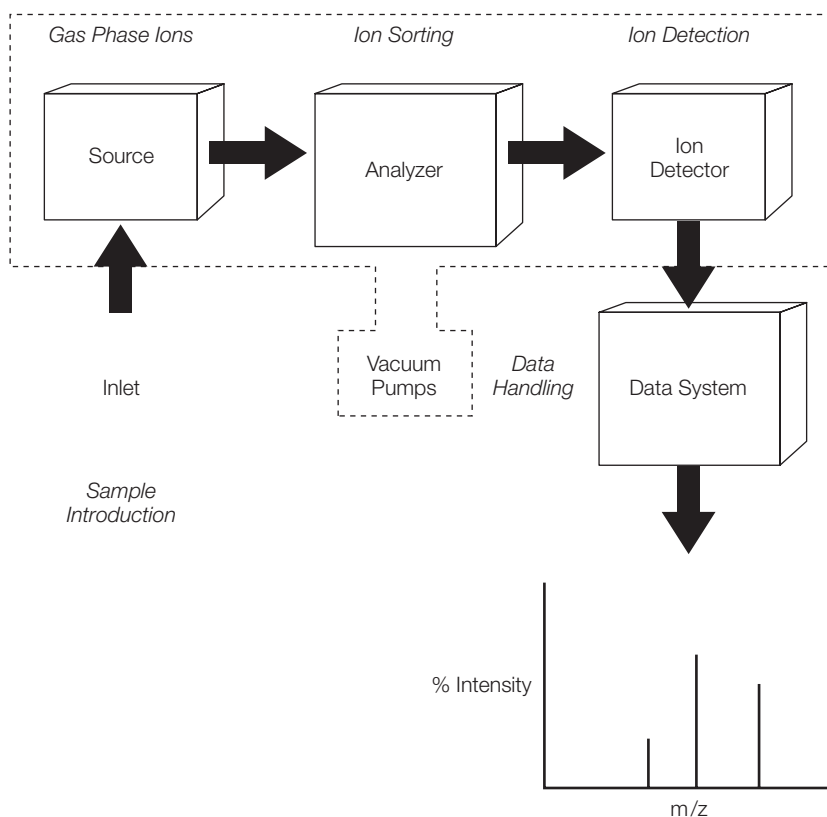 Gas Phase Ions
Ion Sorting
Ion Detection
Source
Analyzer
Ion
Detector
Inlet
Vacuum
Pumps
Data
Handling
Data System
Sample
Introduction
% Intensity
m/z